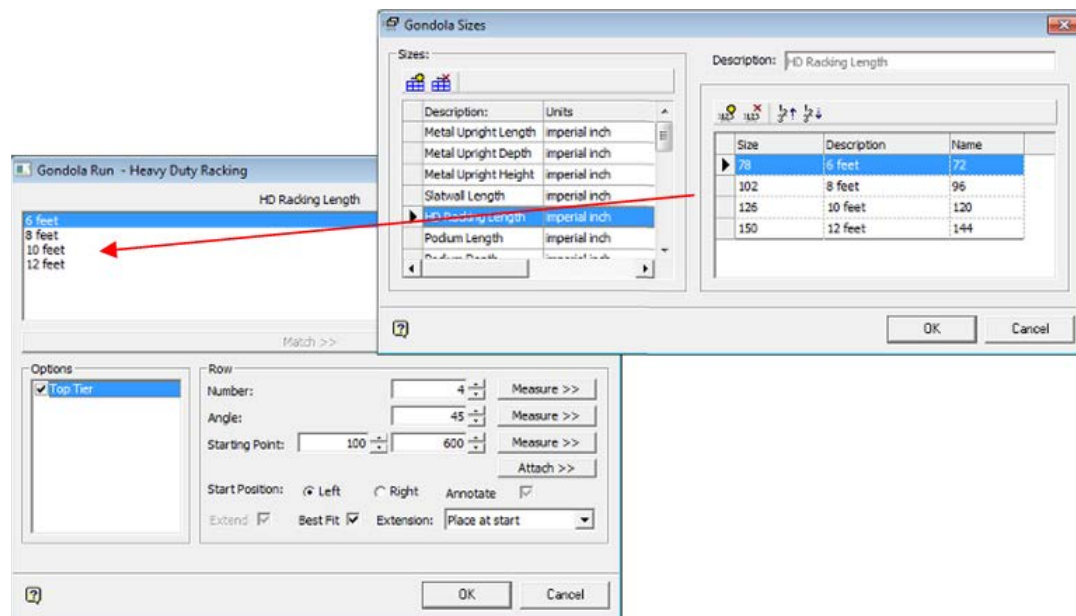 Gondola Sizes
Sizes:
Description: HD Racking Length
Description: Units
Metal Upright Length imperial inch
Metal Upright Depth imperial inch
Metal Upright Height imperial inch
Slatwall Length imperial inch
HD Racking Length imperial inch
Podium Length imperial inch
Podium Depth imperial inch
Size Description Name
78 6 feet 72
102 8 feet 96
126 10 feet 120
150 12 feet 144
OK Cancel
Gondola Run - Heavy Duty Racking
HD Racking Length
6 feet
8 feet
10 feet
12 feet
Match >>
Options
Top Tier
Row
Number: 4 Measure >>
Angle: 45 Measure >>
Starting Point: 100 600 Measure >>
Attach >>
Start Position: Left Right Annotate
Extend Best Fit Extension: Place at start
OK Cancel